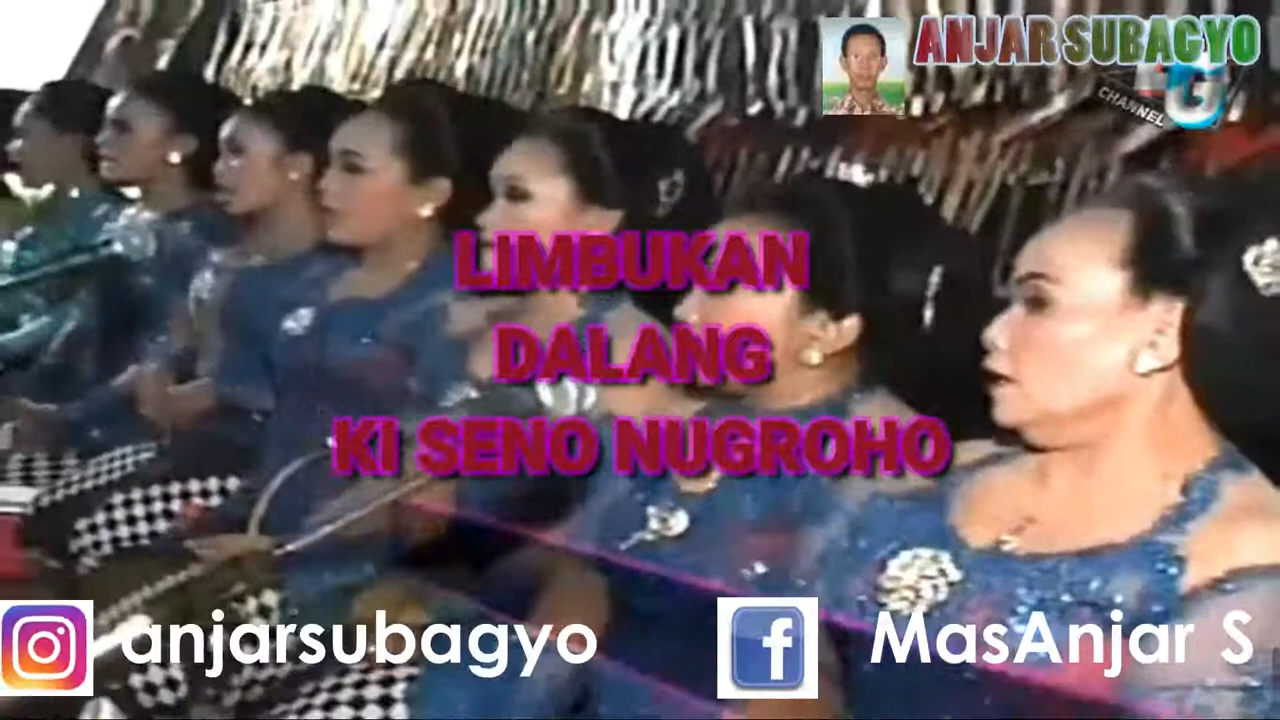 ANJAR SUBAGYO
CHANNEL
LIMBUKAN
DALANG
KI SENO NUGROHO
anjarsubagyo
MasAnjar S